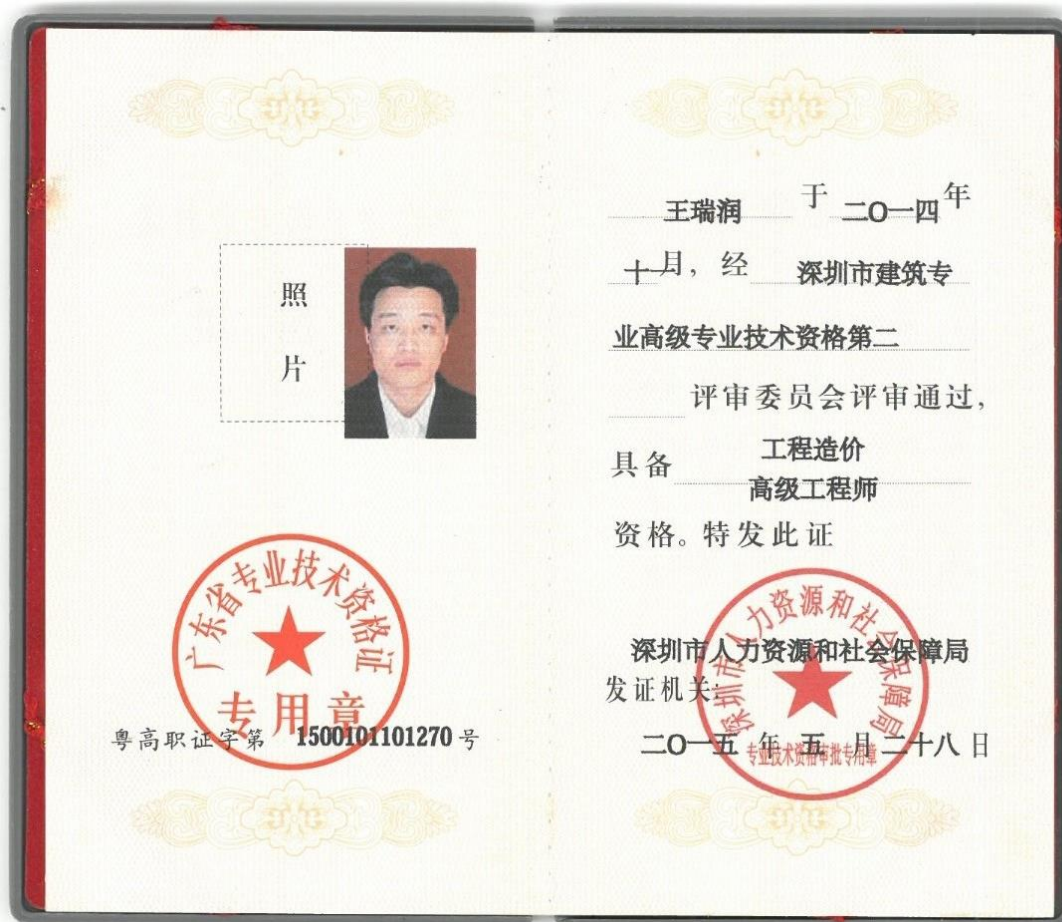 照
片
广东省专业技术资格证
专用章
粤高职证字第 1500101101270 号
王瑞润 于 二O一四 年
十一月，经 深圳市建筑专
业高级专业技术资格第二
评审委员会评审通过，
具备 工程造价
高级工程师
资格。特发此证
深圳市人力资源和社会保障局
深圳市人力资源和社会保障局
发证机关：
二O一五 年 五 月 二十八 日
专业技术资格审批专用章